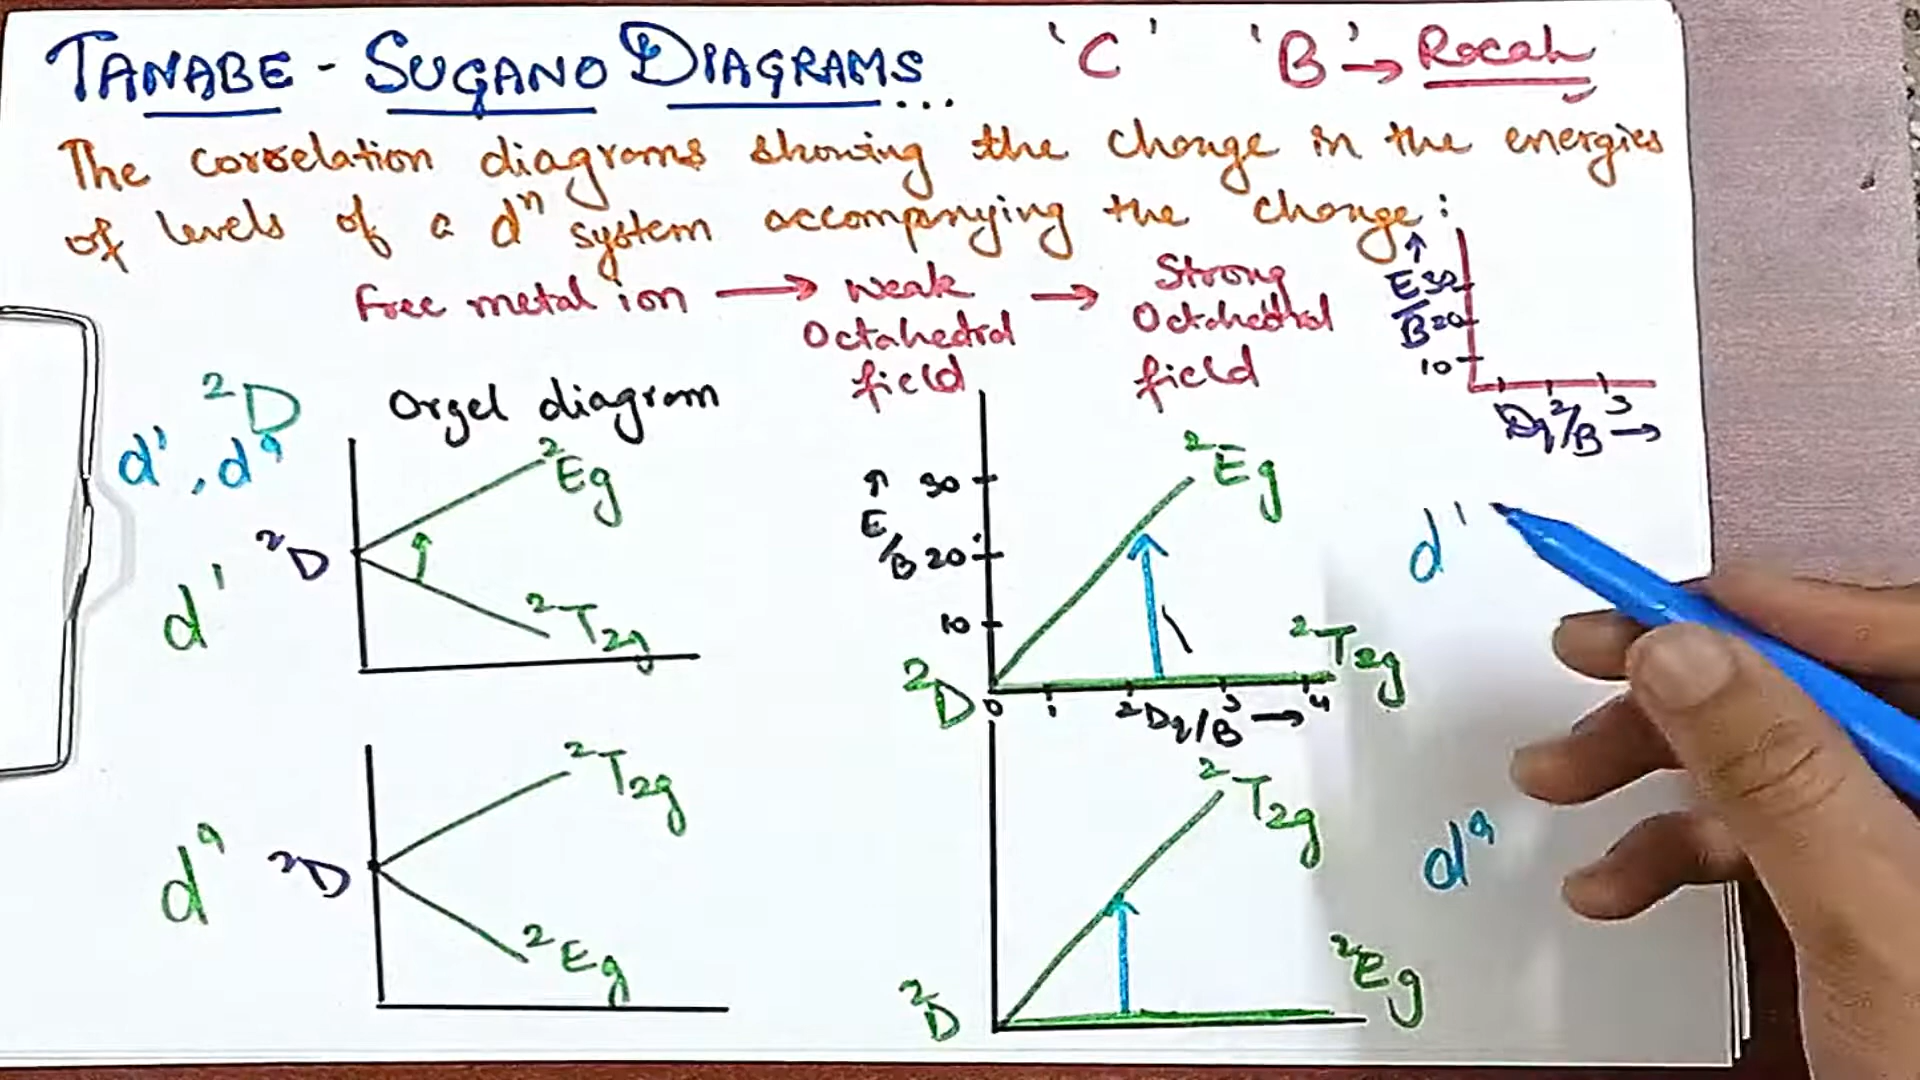 TANABE - SUGANO DIAGRAMS... 'C' 'B' → Racah
The correlation diagrams showing the change in the energies
of levels of a dⁿ system accompanying the change:
Free metal ion → Weak Octahedral field → Strong Octahedral field
↑ E/B 30 20 10
2 3
Dq/B →
²D
d¹, d⁹
Orgel diagram
²Eg
²D
d¹
²T₂g
²Eg
↑ E/B 30 20 10
d¹
²T₂g
²D 0 1 2 3 4
Dq/B →
²T₂g
d⁹ ²D
²Eg
²T₂g
d⁹
²D
²Eg